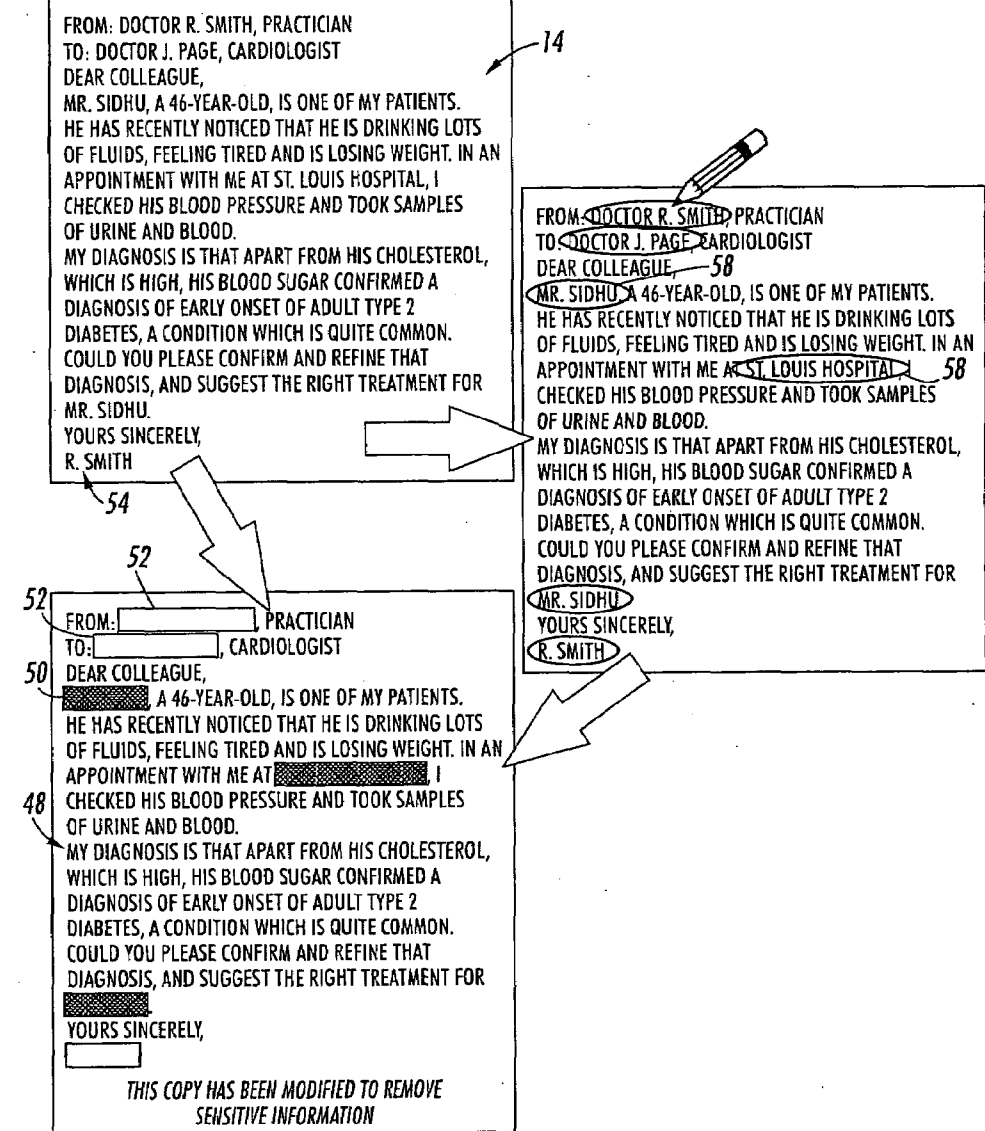 FROM: DOCTOR R. SMITH, PRACTICIAN
TO: DOCTOR J. PAGE, CARDIOLOGIST
DEAR COLLEAGUE,
MR. SIDHU, A 46-YEAR-OLD, IS ONE OF MY PATIENTS.
HE HAS RECENTLY NOTICED THAT HE IS DRINKING LOTS
OF FLUIDS, FEELING TIRED AND IS LOSING WEIGHT. IN AN
APPOINTMENT WITH ME AT ST. LOUIS HOSPITAL, I
CHECKED HIS BLOOD PRESSURE AND TOOK SAMPLES
OF URINE AND BLOOD.
MY DIAGNOSIS IS THAT APART FROM HIS CHOLESTEROL,
WHICH IS HIGH, HIS BLOOD SUGAR CONFIRMED A
DIAGNOSIS OF EARLY ONSET OF ADULT TYPE 2
DIABETES, A CONDITION WHICH IS QUITE COMMON.
COULD YOU PLEASE CONFIRM AND REFINE THAT
DIAGNOSIS, AND SUGGEST THE RIGHT TREATMENT FOR
MR. SIDHU.
YOURS SINCERELY,
R. SMITH
14
54
FROM: DOCTOR R. SMITH, PRACTICIAN
TO: DOCTOR J. PAGE, CARDIOLOGIST
DEAR COLLEAGUE,
58
MR. SIDHU, A 46-YEAR-OLD, IS ONE OF MY PATIENTS.
HE HAS RECENTLY NOTICED THAT HE IS DRINKING LOTS
OF FLUIDS, FEELING TIRED AND IS LOSING WEIGHT. IN AN
APPOINTMENT WITH ME AT ST. LOUIS HOSPITAL, I
58
CHECKED HIS BLOOD PRESSURE AND TOOK SAMPLES
OF URINE AND BLOOD.
MY DIAGNOSIS IS THAT APART FROM HIS CHOLESTEROL,
WHICH IS HIGH, HIS BLOOD SUGAR CONFIRMED A
DIAGNOSIS OF EARLY ONSET OF ADULT TYPE 2
DIABETES, A CONDITION WHICH IS QUITE COMMON.
COULD YOU PLEASE CONFIRM AND REFINE THAT
DIAGNOSIS, AND SUGGEST THE RIGHT TREATMENT FOR
MR. SIDHU
YOURS SINCERELY,
R. SMITH
52
52
FROM: , PRACTICIAN
TO: , CARDIOLOGIST
DEAR COLLEAGUE,
50
, A 46-YEAR-OLD, IS ONE OF MY PATIENTS.
HE HAS RECENTLY NOTICED THAT HE IS DRINKING LOTS
OF FLUIDS, FEELING TIRED AND IS LOSING WEIGHT. IN AN
APPOINTMENT WITH ME AT , I
48
CHECKED HIS BLOOD PRESSURE AND TOOK SAMPLES
OF URINE AND BLOOD.
MY DIAGNOSIS IS THAT APART FROM HIS CHOLESTEROL,
WHICH IS HIGH, HIS BLOOD SUGAR CONFIRMED A
DIAGNOSIS OF EARLY ONSET OF ADULT TYPE 2
DIABETES, A CONDITION WHICH IS QUITE COMMON.
COULD YOU PLEASE CONFIRM AND REFINE THAT
DIAGNOSIS, AND SUGGEST THE RIGHT TREATMENT FOR
.
YOURS SINCERELY,
THIS COPY HAS BEEN MODIFIED TO REMOVE
SENSITIVE INFORMATION